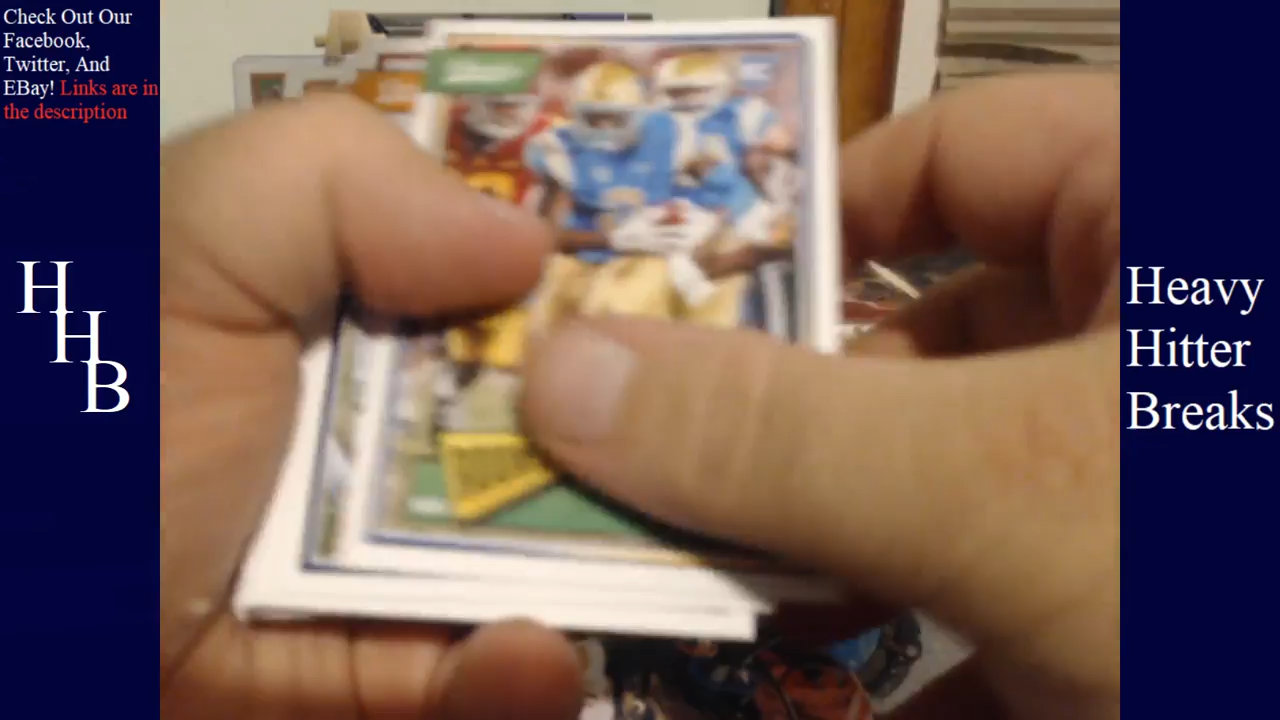 Check Out Our
Facebook,
Twitter, And
EBay! Links are in
the description
H
H
B
Heavy
Hitter
Breaks